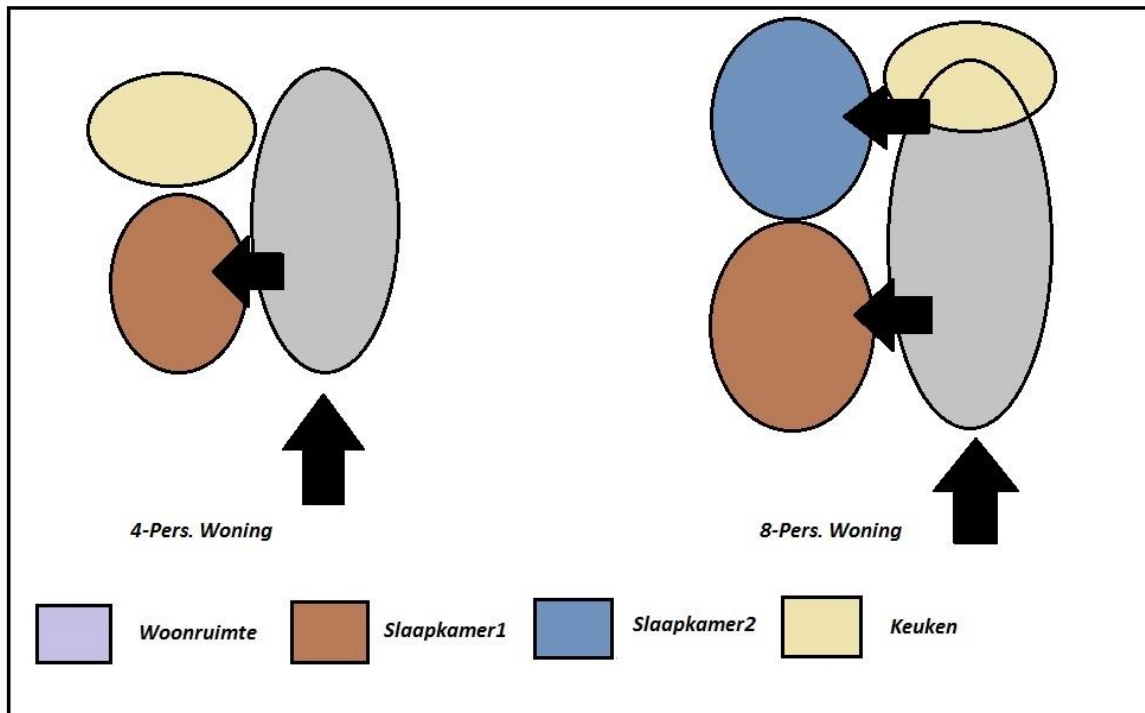 4-Pers. Woning
8-Pers. Woning
Woonruimte
Slaapkamer1
Slaapkamer2
Keuken